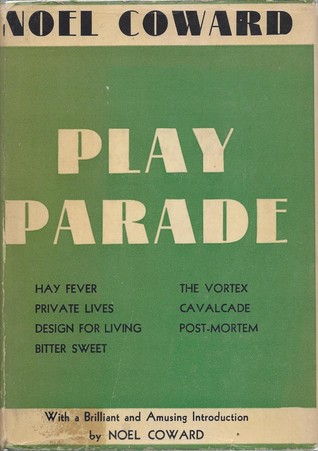 NOEL COWARD
PLAY
PARADE
HAY FEVER
PRIVATE LIVES
DESIGN FOR LIVING
BITTER SWEET
THE VORTEX
CAVALCADE
POST-MORTEM
With a Brilliant and Amusing Introduction
by NOEL COWARD